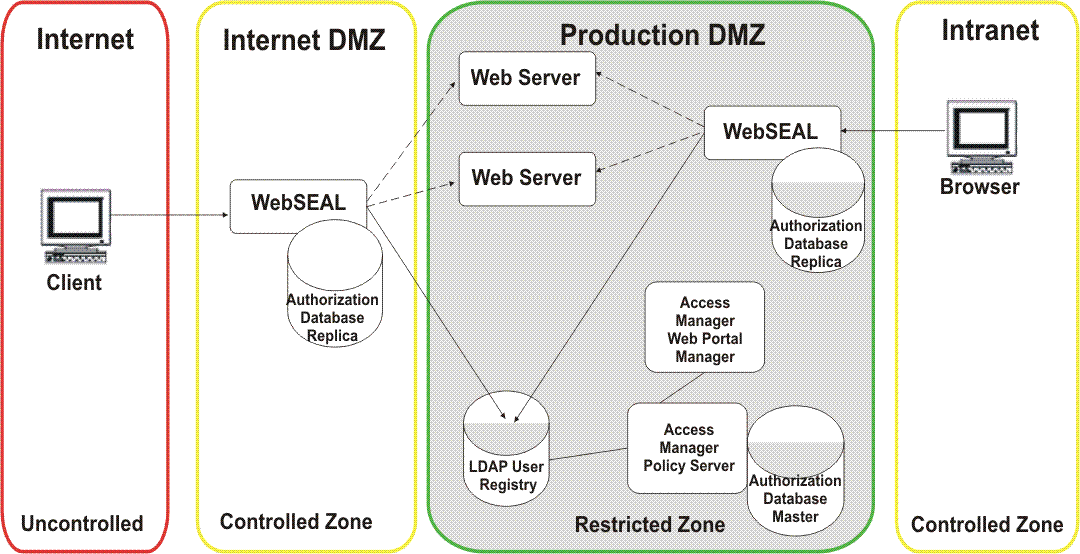 Internet
Client
Uncontrolled
Internet DMZ
WebSEAL
Authorization
Database
Replica
Controlled Zone
Production DMZ
Web Server
Web Server
WebSEAL
Authorization
Database
Replica
Access
Manager
Web Portal
Manager
LDAP User
Registry
Access
Manager
Policy Server
Authorization
Database
Master
Restricted Zone
Intranet
Browser
Controlled Zone